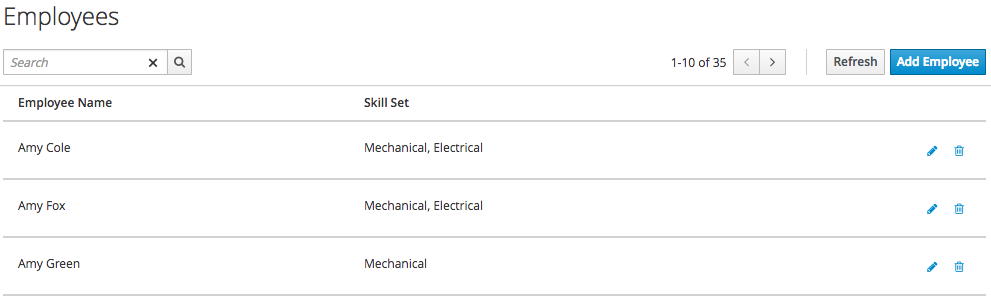 Employees
Search
1-10 of 35 Refresh Add Employee
Employee Name Skill Set
Amy Cole Mechanical, Electrical
Amy Fox Mechanical, Electrical
Amy Green Mechanical